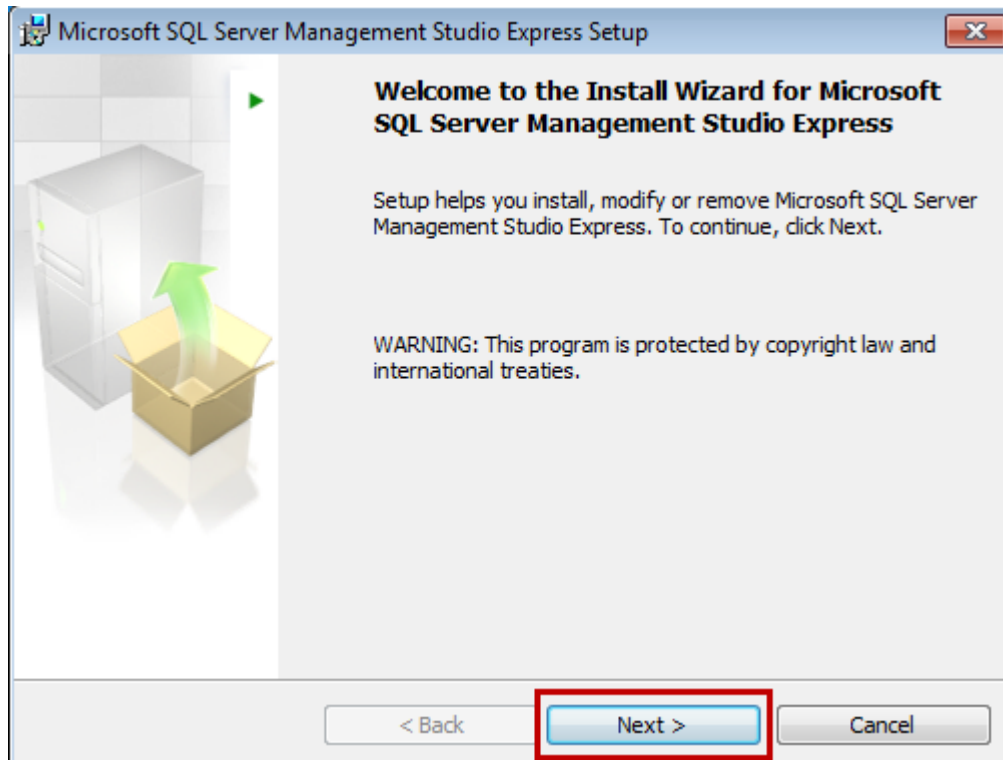 Microsoft SQL Server Management Studio Express Setup
Welcome to the Install Wizard for Microsoft
SQL Server Management Studio Express
Setup helps you install, modify or remove Microsoft SQL Server
Management Studio Express. To continue, click Next.
WARNING: This program is protected by copyright law and
international treaties.
< Back
Next >
Cancel